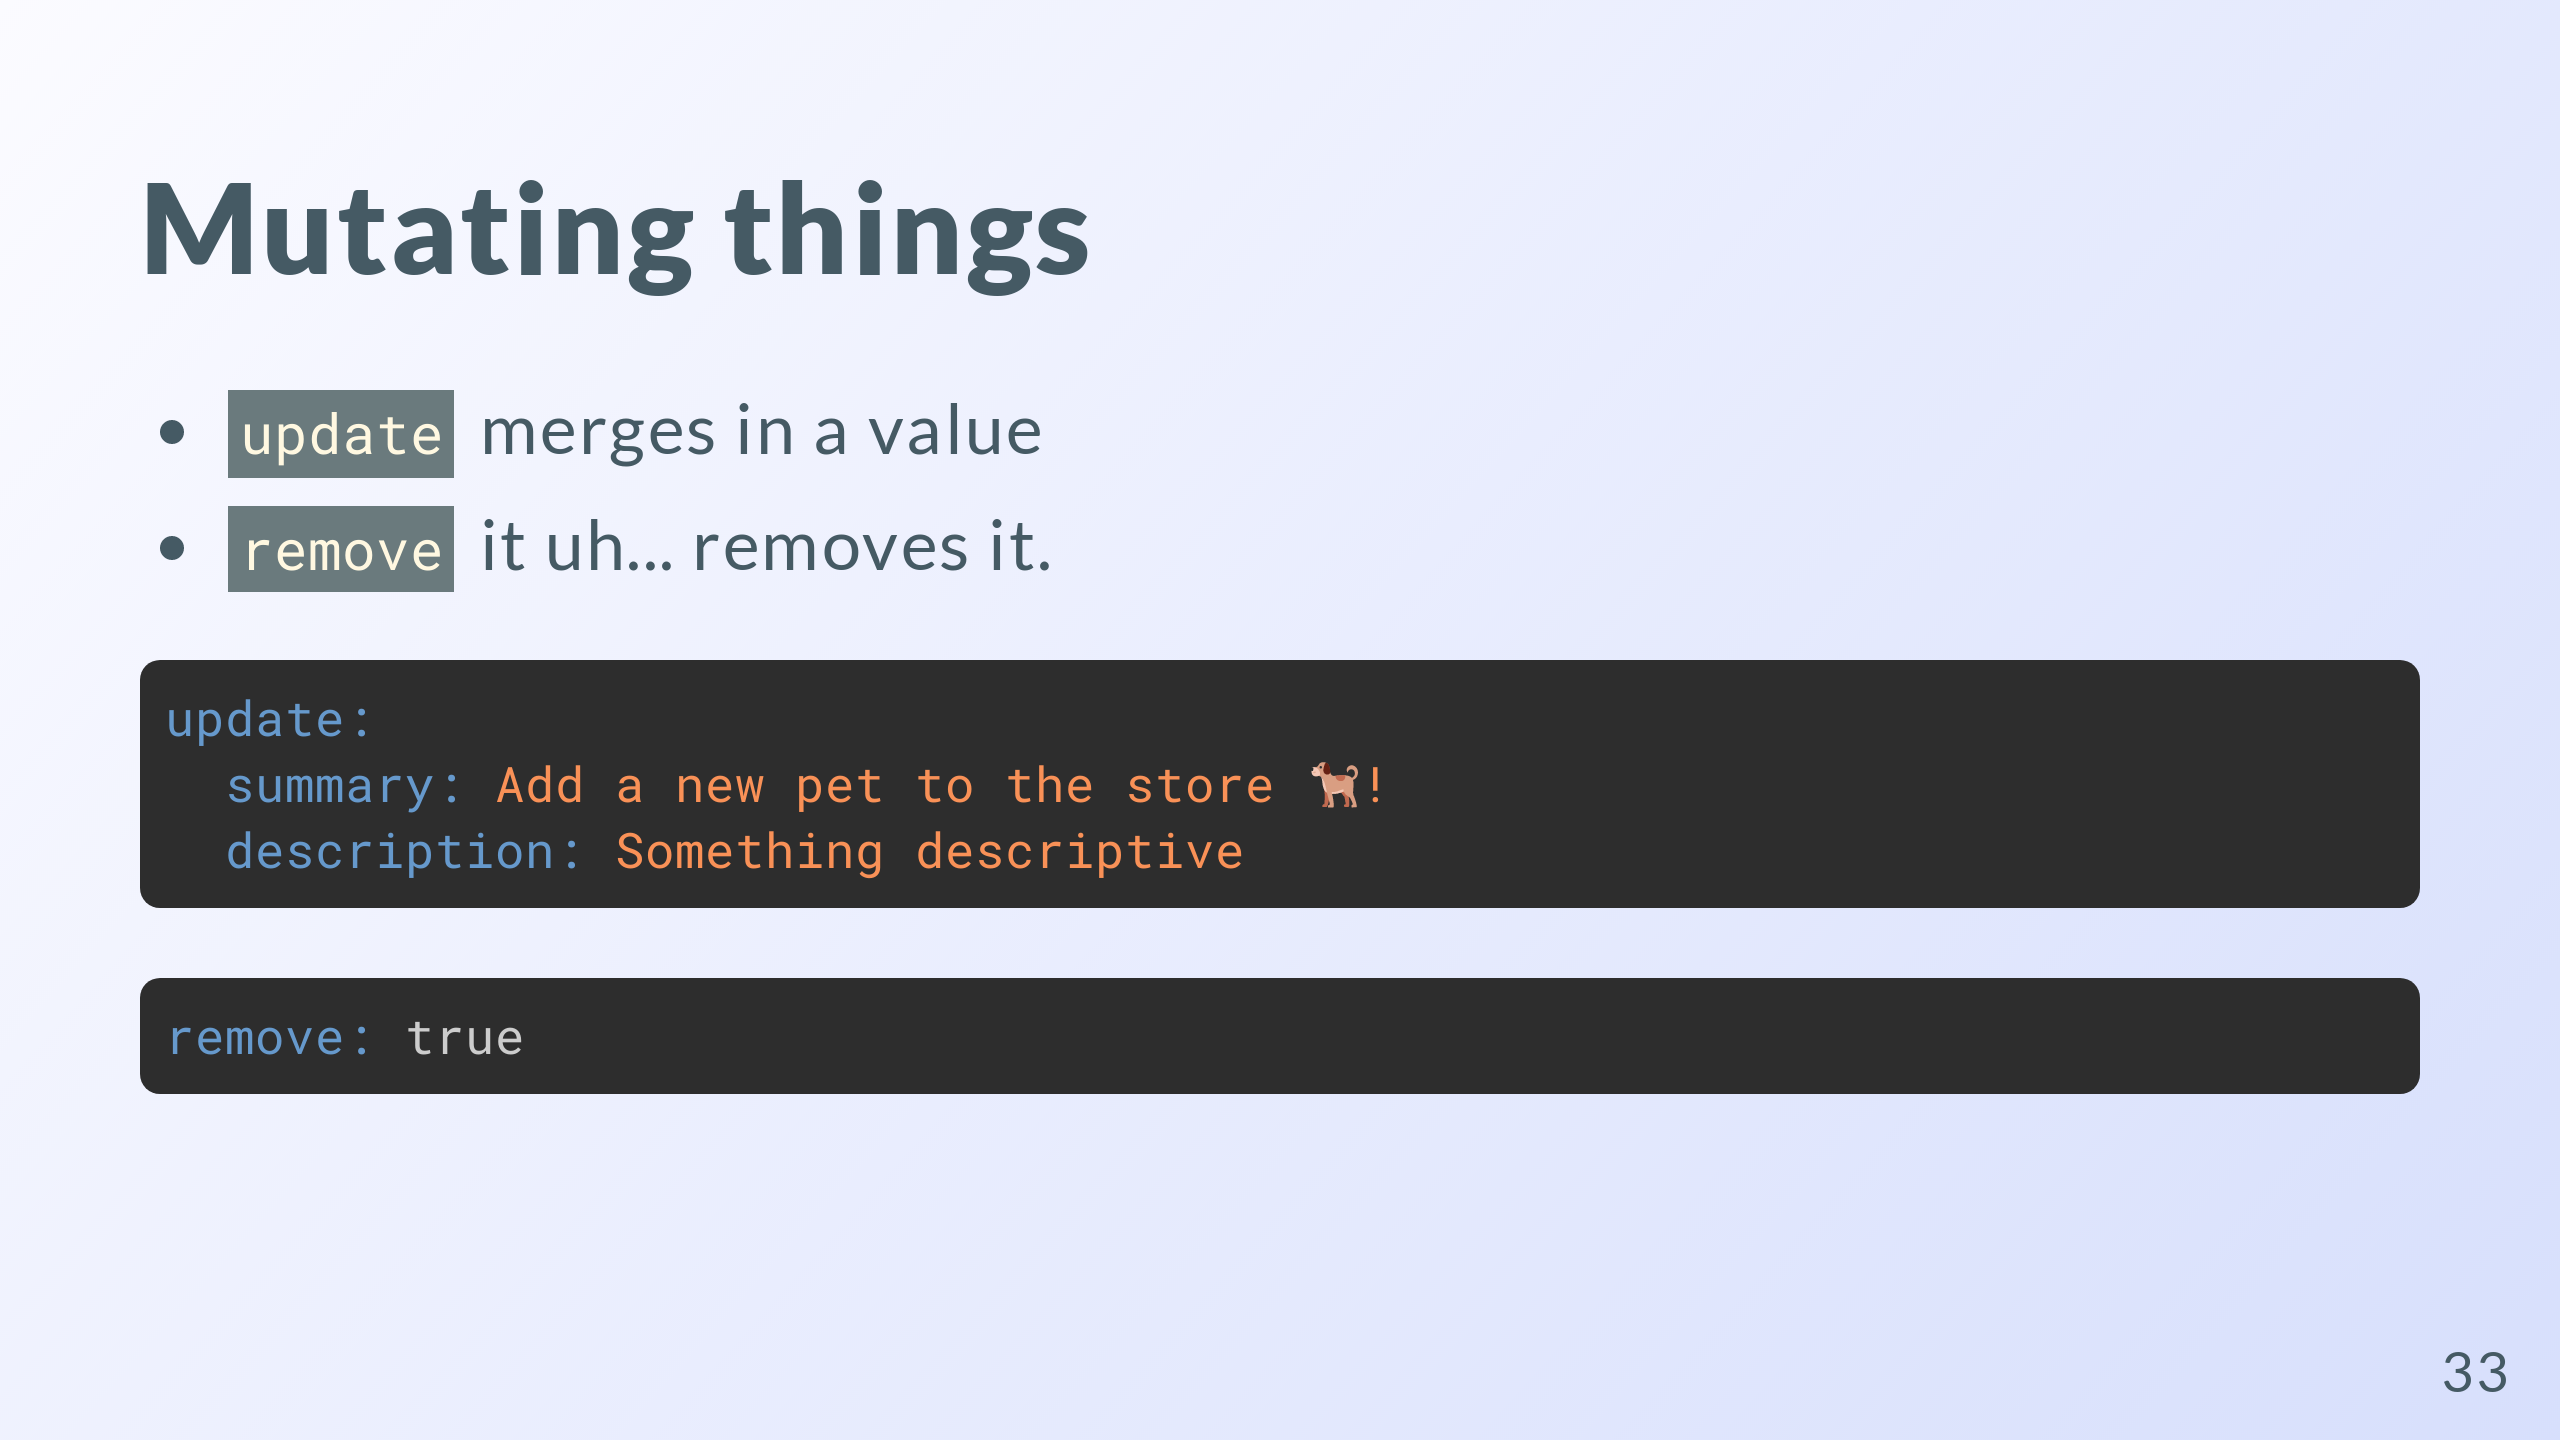 Mutating things
• update merges in a value
• remove it uh... removes it.
update:
  summary: Add a new pet to the store 🐕!
  description: Something descriptive
remove: true
33